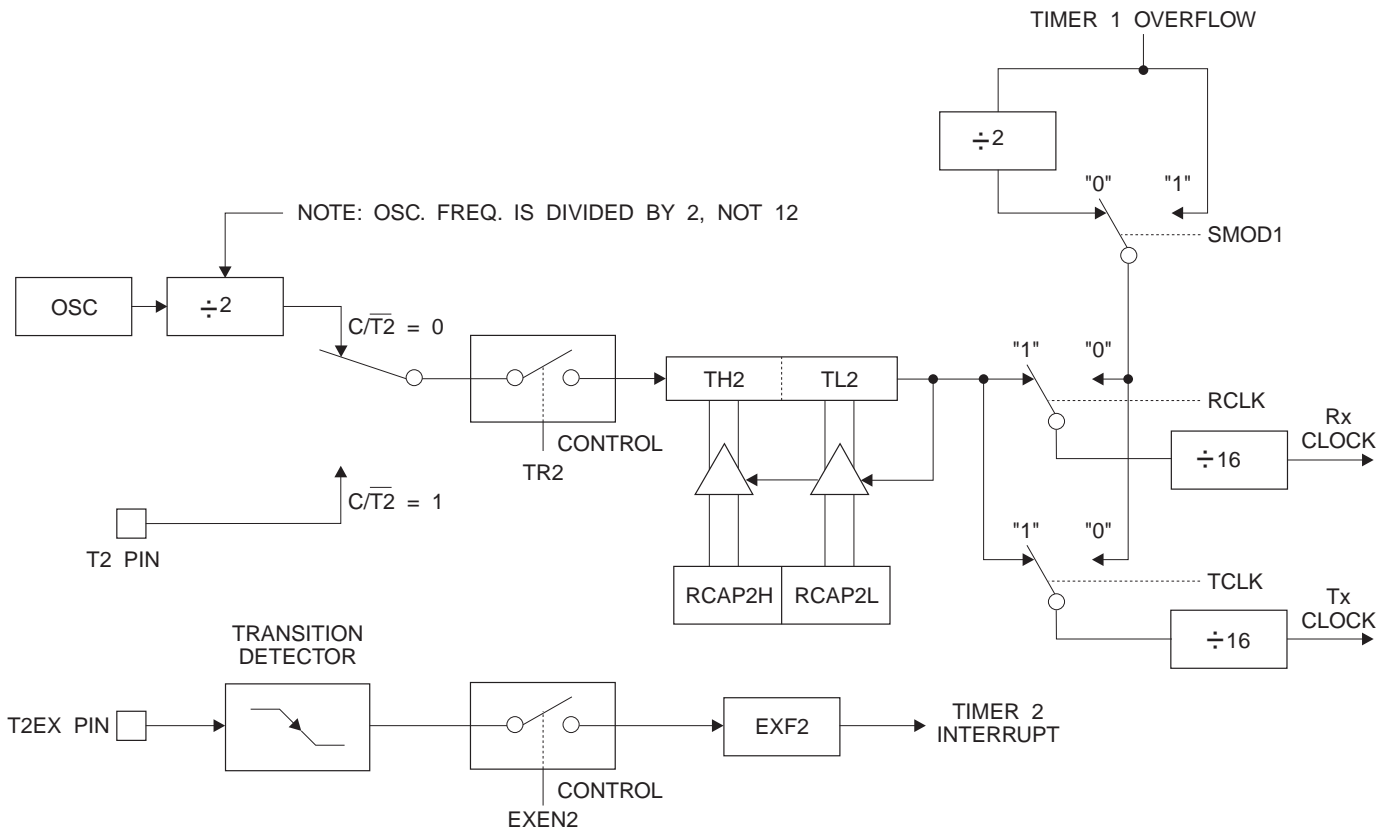 TIMER 1 OVERFLOW
÷2
"0" "1"
SMOD1
NOTE: OSC. FREQ. IS DIVIDED BY 2, NOT 12
OSC
÷2
C/T̅2̅ = 0
TH2
TL2
"1" "0"
RCLK
Rx
CLOCK
÷16
CONTROL
TR2
C/T̅2̅ = 1
T2 PIN
"1" "0"
TCLK
Tx
CLOCK
÷16
RCAP2H
RCAP2L
TRANSITION
DETECTOR
T2EX PIN
EXF2
TIMER 2
INTERRUPT
CONTROL
EXEN2